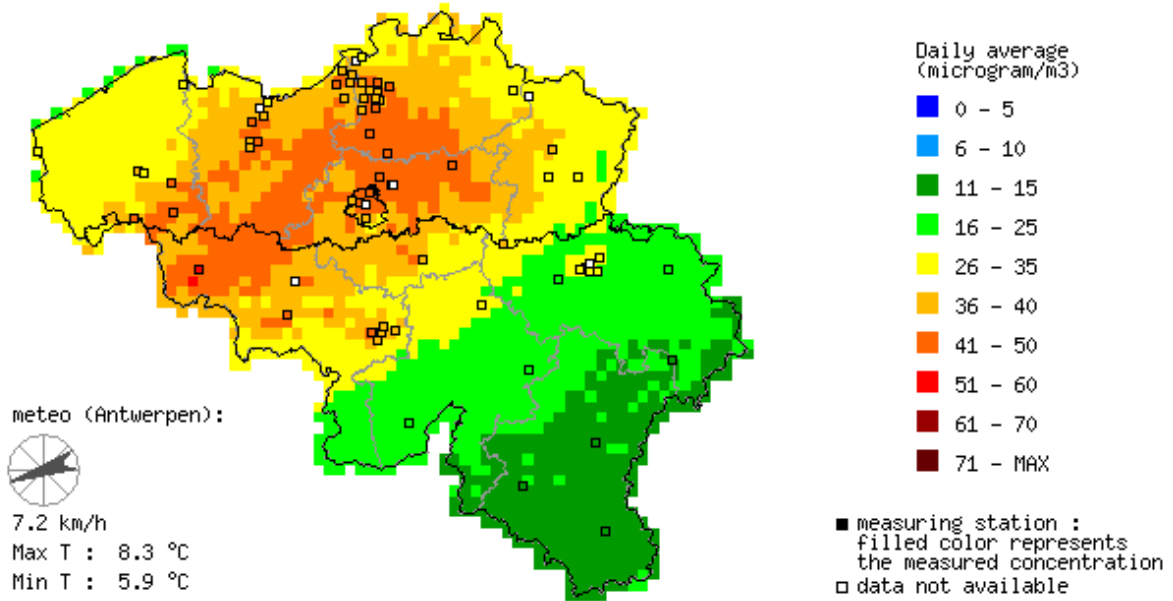 Daily average
(microgram/m3)
0 - 5
6 - 10
11 - 15
16 - 25
26 - 35
36 - 40
41 - 50
51 - 60
61 - 70
71 - MAX
meteo (Antwerpen):
7.2 km/h
Max T : 8.3 °C
Min T : 5.9 °C
measuring station :
filled color represents
the measured concentration
data not available